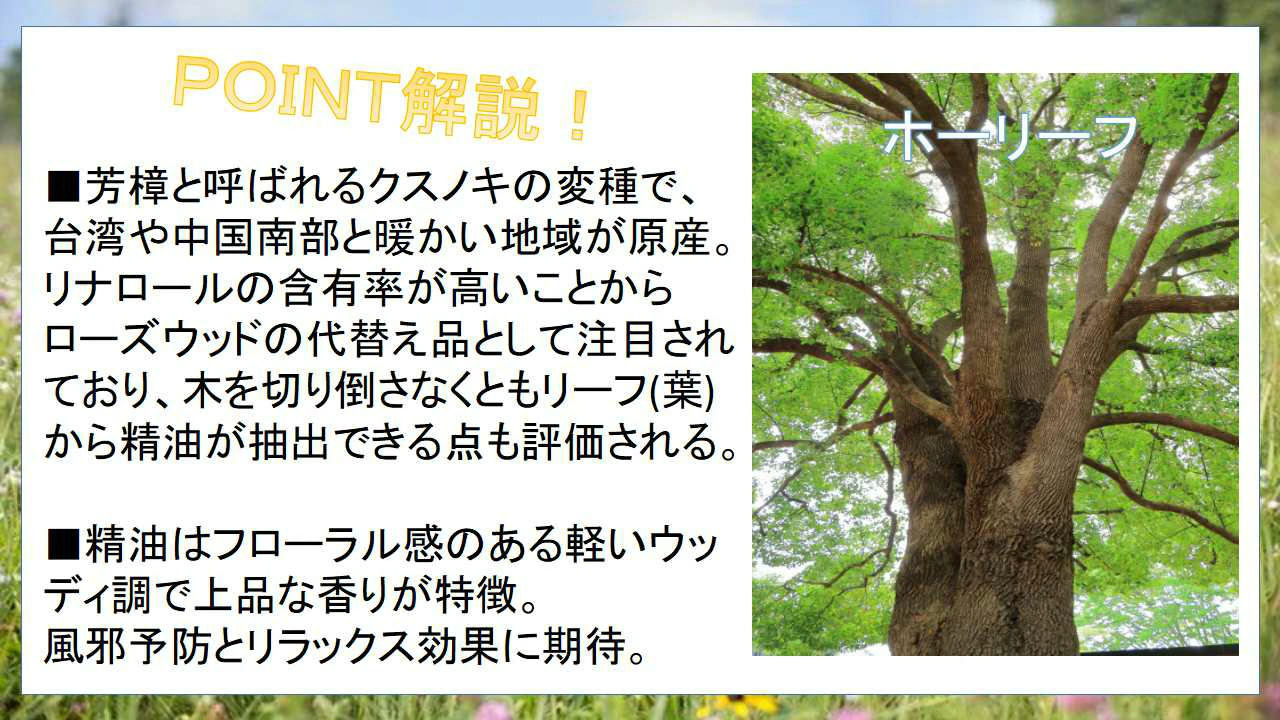 POINT解説！
ホーリーフ
■芳樟と呼ばれるクスノキの変種で、
台湾や中国南部と暖かい地域が原産。
リナロールの含有率が高いことから
ローズウッドの代替え品として注目され
ており、木を切り倒さなくともリーフ(葉)
から精油が抽出できる点も評価される。
■精油はフローラル感のある軽いウッ
ディ調で上品な香りが特徴。
風邪予防とリラックス効果に期待。